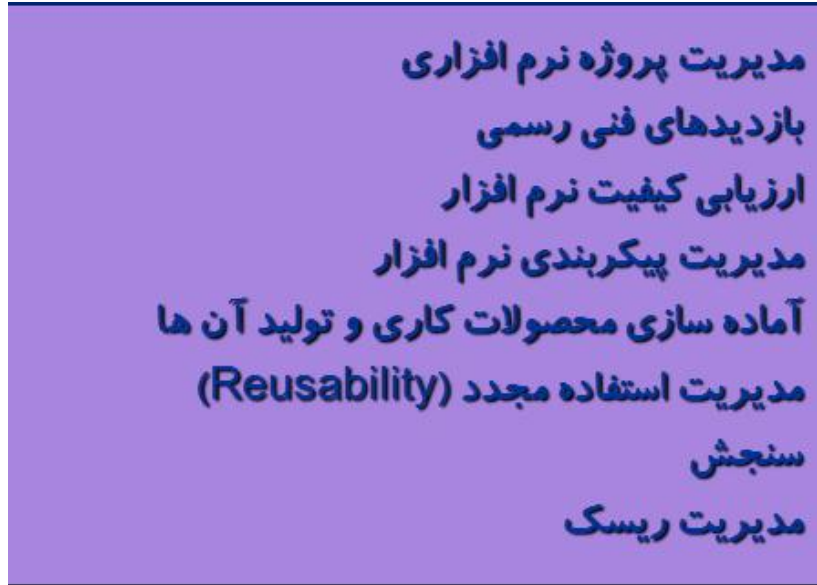 مدیریت پروژه نرم افزاری
بازدیدهای فنی رسمی
ارزیابی کیفیت نرم افزار
مدیریت پیکربندی نرم افزار
آماده سازی محصولات کاری و تولید آن ها
مدیریت استفاده مجدد (Reusability)
سنجش
مدیریت ریسک